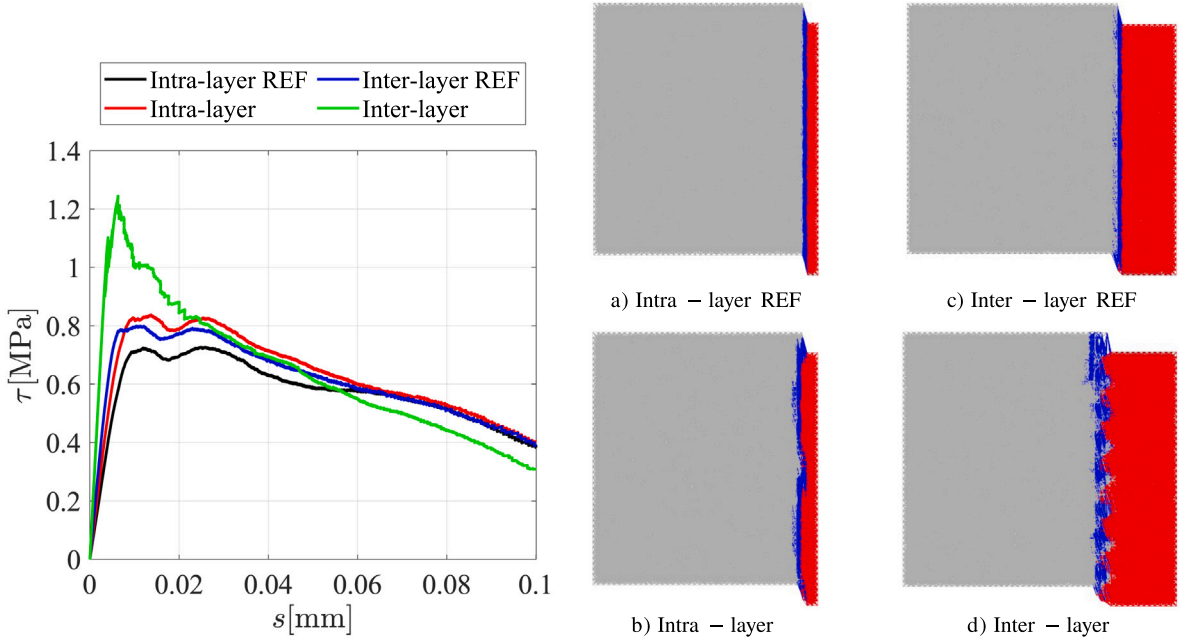 Intra-layer REF Inter-layer REF
Intra-layer Inter-layer
1.4
1.2
1
0.8
0.6
0.4
0.2
0
τ[MPa]
0 0.02 0.04 0.06 0.08 0.1
s[mm]
a) Intra − layer REF
c) Inter − layer REF
b) Intra − layer
d) Inter − layer